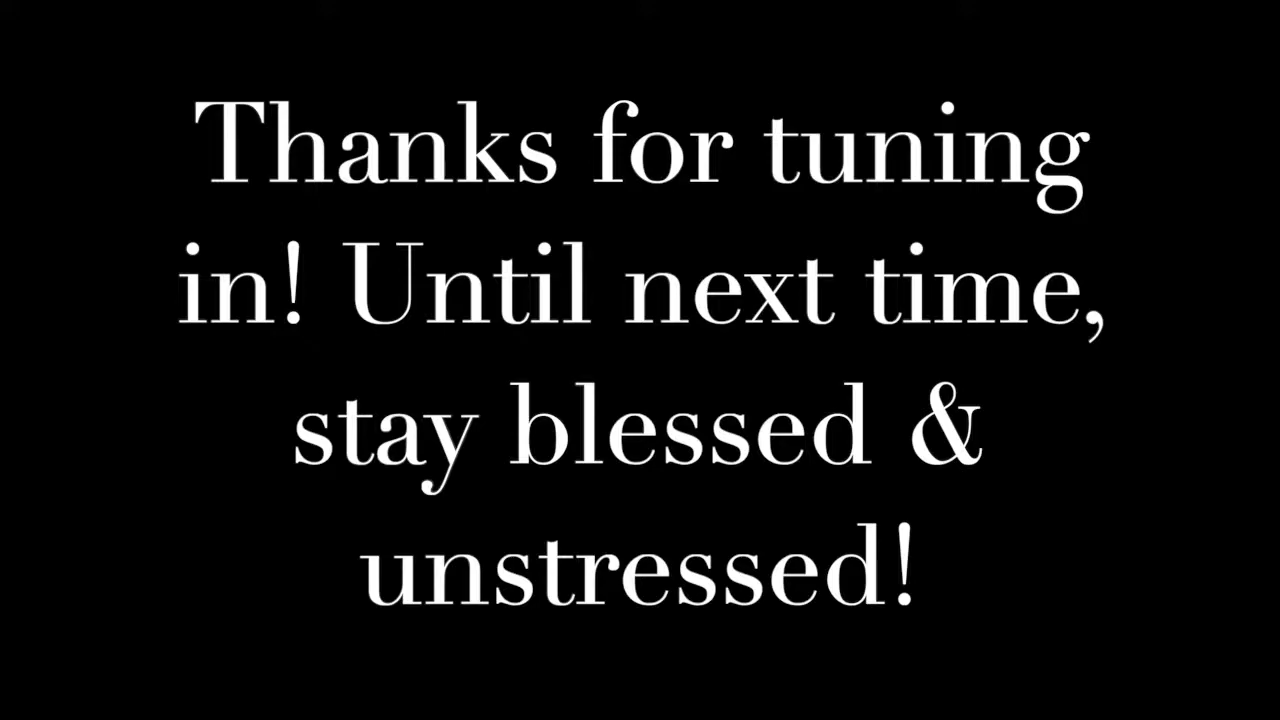 Thanks for tuning
in! Until next time,
stay blessed &
unstressed!